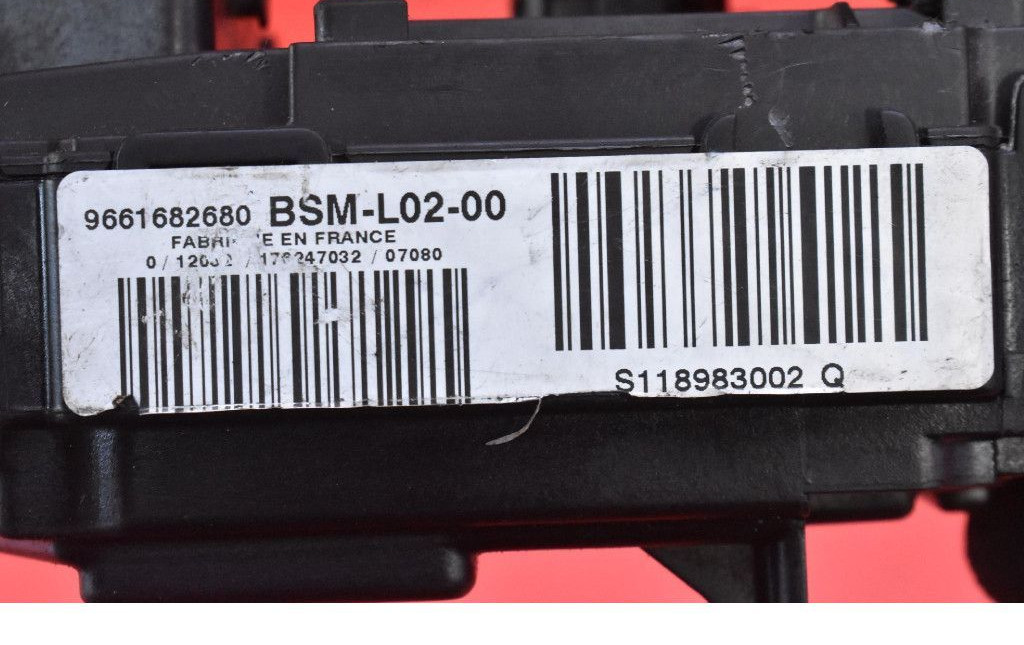 9661682680 BSM-L02-00
EN FRANCE
0 / / / 07080
S118983002 Q